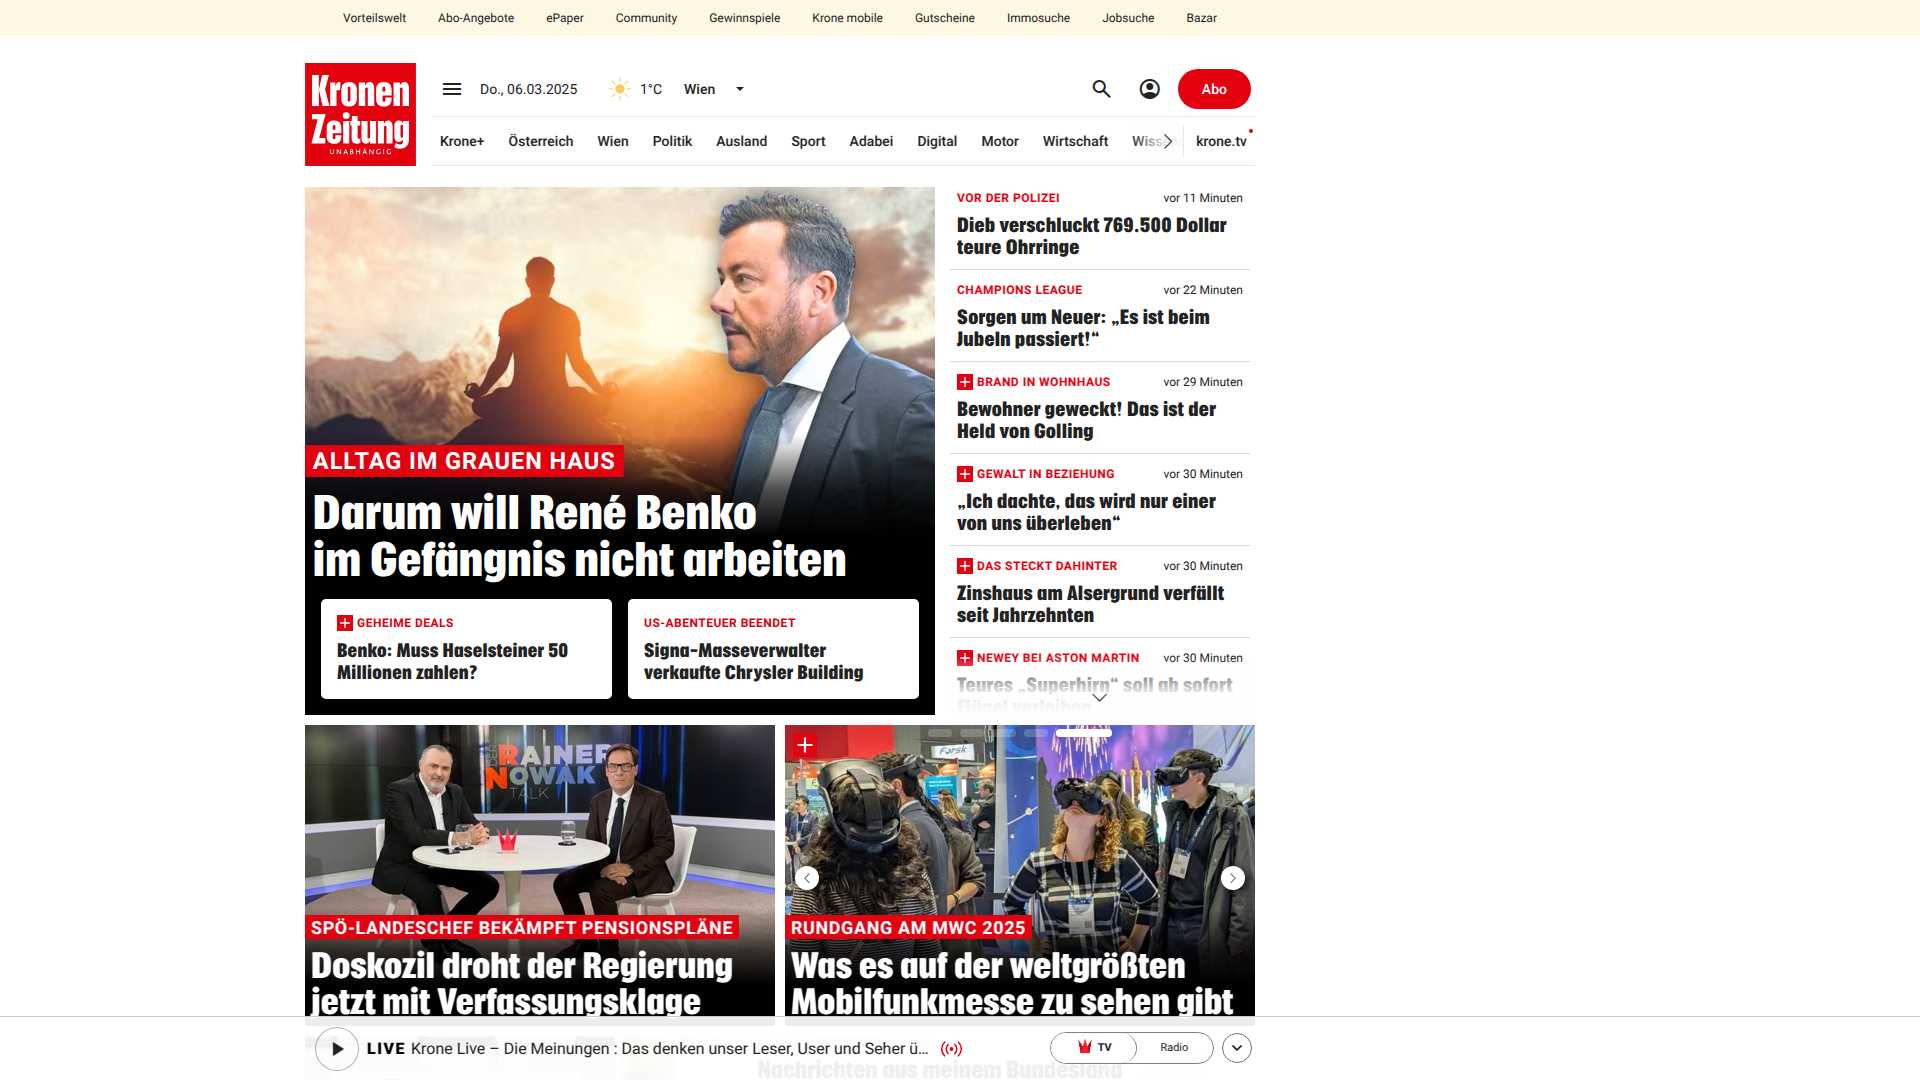 Vorteilswelt Abo-Angebote ePaper Community Gewinnspiele Krone mobile Gutscheine Immosuche Jobsuche Bazar
Kronen
Zeitung
UNABHÄNGIG
Do., 06.03.2025 1°C Wien
Abo
Krone+ Österreich Wien Politik Ausland Sport Adabei Digital Motor Wirtschaft krone.tv
ALLTAG IM GRAUEN HAUS
Darum will René Benko
im Gefängnis nicht arbeiten
GEHEIME DEALS
Benko: Muss Haselsteiner 50
Millionen zahlen?
US-ABENTEUER BEENDET
Signa-Masseverwalter
verkaufte Chrysler Building
VOR DER POLIZEI vor 11 Minuten
Dieb verschluckt 769.500 Dollar
teure Ohrringe
CHAMPIONS LEAGUE vor 22 Minuten
Sorgen um Neuer: „Es ist beim
Jubeln passiert!“
BRAND IN WOHNHAUS vor 29 Minuten
Bewohner geweckt! Das ist der
Held von Golling
GEWALT IN BEZIEHUNG vor 30 Minuten
„Ich dachte, das wird nur einer
von uns überleben“
DAS STECKT DAHINTER vor 30 Minuten
Zinshaus am Alsergrund verfällt
seit Jahrzehnten
NEWEY BEI ASTON MARTIN vor 30 Minuten
Teures „Superhirn“ soll ab sofort
Flügel verleihen
RAINER
NOWAK
TALK
SPÖ-LANDESCHEF BEKÄMPFT PENSIONSPLÄNE
Doskozil droht der Regierung
jetzt mit Verfassungsklage
RUNDGANG AM MWC 2025
Was es auf der weltgrößten
Mobilfunkmesse zu sehen gibt
LIVE Krone Live – Die Meinungen : Das denken unser Leser, User und Seher ü...
TV Radio
Nachrichten aus meinem Bundesland